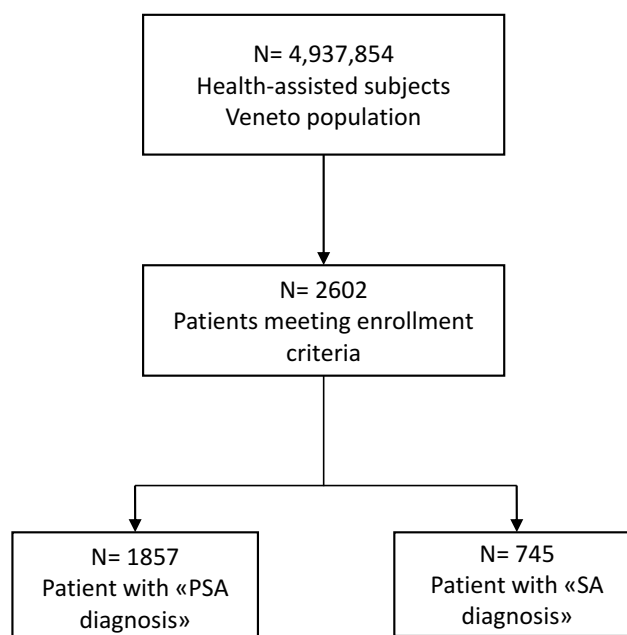 N= 4,937,854
Health-assisted subjects
Veneto population
N= 2602
Patients meeting enrollment
criteria
N= 1857
Patient with «PSA
diagnosis»
N= 745
Patient with «SA
diagnosis»